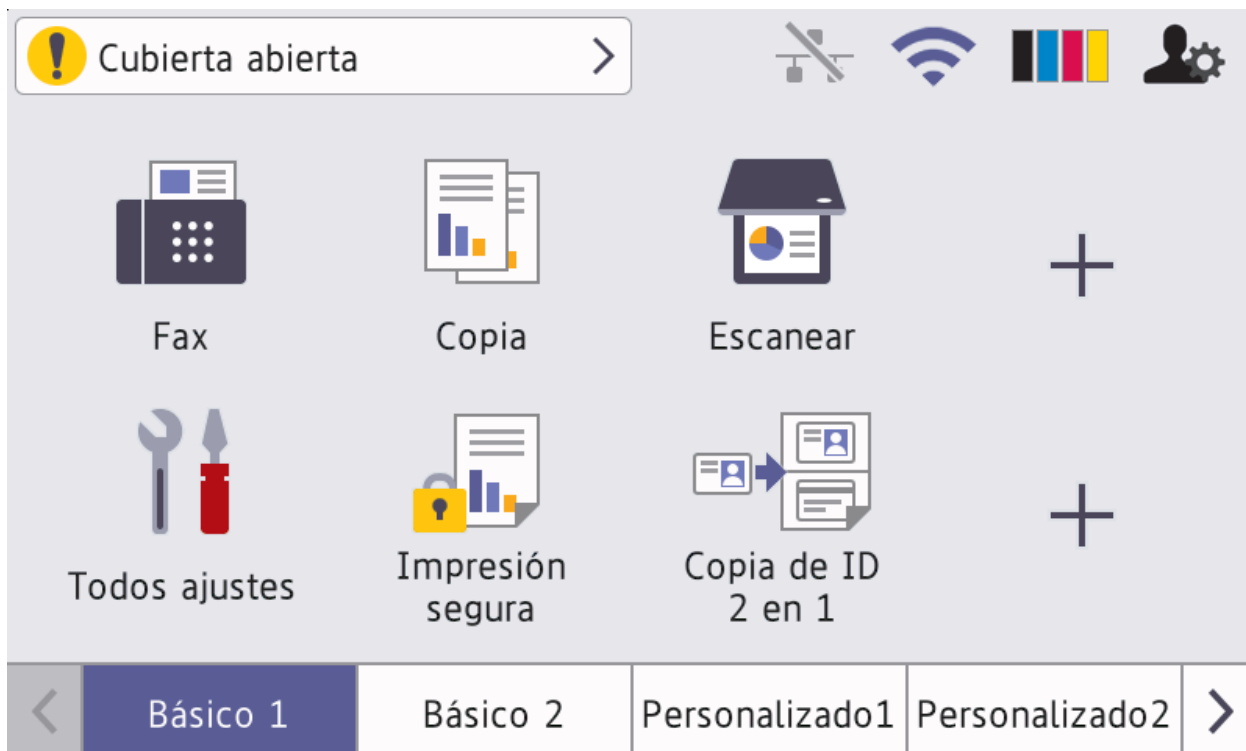 Cubierta abierta
Fax
Copia
Escanear
Todos ajustes
Impresión
segura
Copia de ID
2 en 1
Básico 1
Básico 2
Personalizado1
Personalizado2